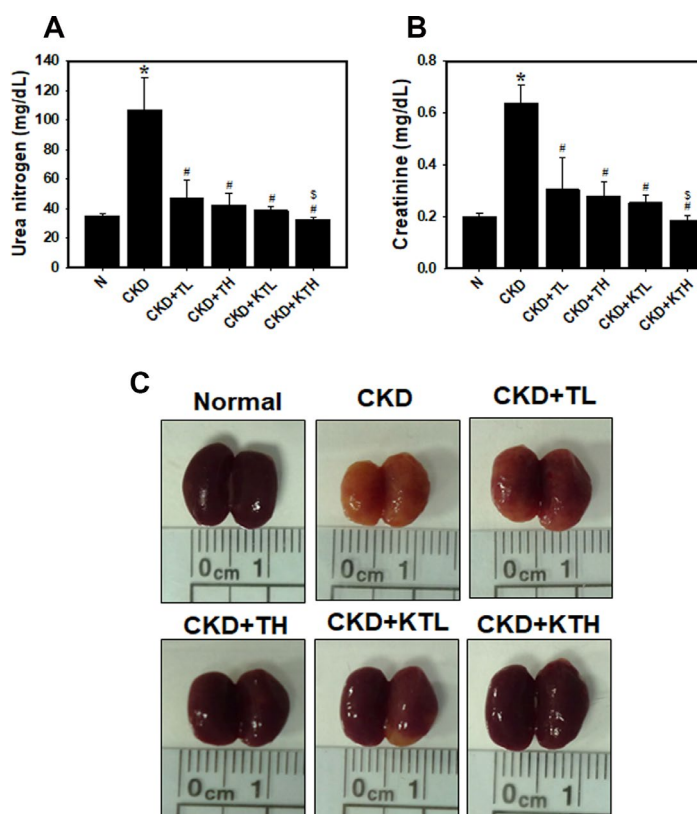 A
Urea nitrogen (mg/dL)
140
120
100
80
60
40
20
0
*
#
#
#
$
#
N
CKD
CKD+TL
CKD+TH
CKD+KTL
CKD+KTH
B
Creatinine (mg/dL)
0.8
0.6
0.4
0.2
0.0
*
#
#
#
$
#
N
CKD
CKD+TL
CKD+TH
CKD+KTL
CKD+KTH
C
Normal
CKD
CKD+TL
0cm 1
0cm 1
0cm 1
CKD+TH
CKD+KTL
CKD+KTH
0cm 1
0cm 1
0cm 1